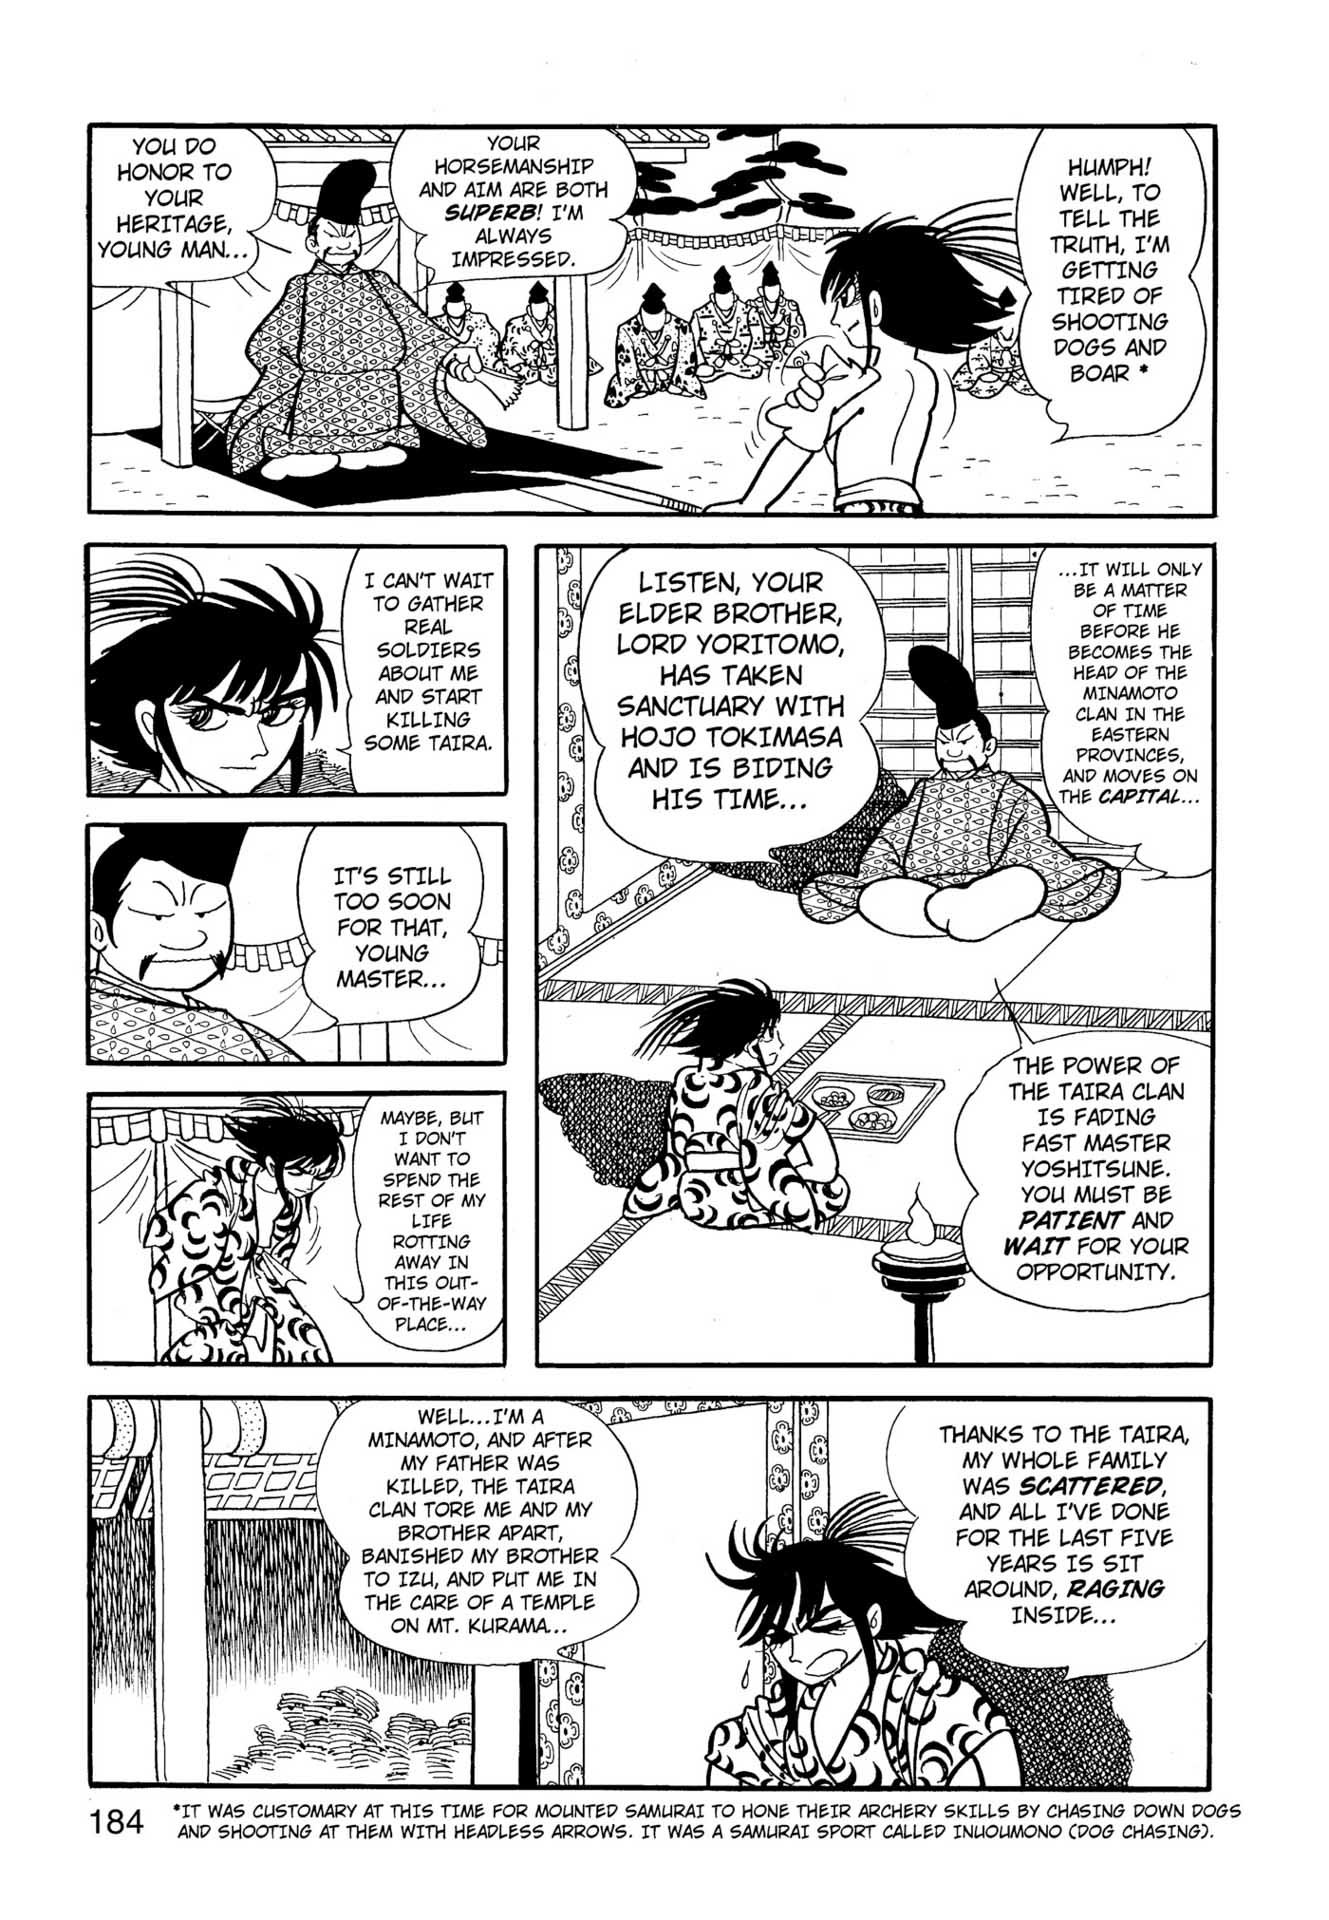 YOU DO
HONOR TO
YOUR
HERITAGE,
YOUNG MAN...
YOUR
HORSEMANSHIP
AND AIM ARE BOTH
SUPERB! I'M
ALWAYS
IMPRESSED.
HUMPH!
WELL, TO
TELL THE
TRUTH, I'M
GETTING
TIRED OF
SHOOTING
DOGS AND
BOAR *
I CAN'T WAIT
TO GATHER
REAL
SOLDIERS
ABOUT ME
AND START
KILLING
SOME TAIRA.
IT'S STILL
TOO SOON
FOR THAT,
YOUNG
MASTER...
MAYBE, BUT
I DON'T
WANT TO
SPEND THE
REST OF MY
LIFE
ROTTING
AWAY IN
THIS OUT-
OF-THE-WAY
PLACE...
LISTEN, YOUR
ELDER BROTHER,
LORD YORITOMO,
HAS TAKEN
SANCTUARY WITH
HOJO TOKIMASA
AND IS BIDING
HIS TIME...
...IT WILL ONLY
BE A MATTER
OF TIME
BEFORE HE
BECOMES THE
HEAD OF THE
MINAMOTO
CLAN IN THE
EASTERN
PROVINCES,
AND MOVES ON
THE CAPITAL...
THE POWER OF
THE TAIRA CLAN
IS FADING
FAST MASTER
YOSHITSUNE.
YOU MUST BE
PATIENT AND
WAIT FOR YOUR
OPPORTUNITY.
WELL...I'M A
MINAMOTO, AND AFTER
MY FATHER WAS
KILLED, THE TAIRA
CLAN TORE ME AND MY
BROTHER APART,
BANISHED MY BROTHER
TO IZU, AND PUT ME IN
THE CARE OF A TEMPLE
ON MT. KURAMA...
THANKS TO THE TAIRA,
MY WHOLE FAMILY
WAS SCATTERED,
AND ALL I'VE DONE
FOR THE LAST FIVE
YEARS IS SIT
AROUND, RAGING
INSIDE...
184
*IT WAS CUSTOMARY AT THIS TIME FOR MOUNTED SAMURAI TO HONE THEIR ARCHERY SKILLS BY CHASING DOWN DOGS
AND SHOOTING AT THEM WITH HEADLESS ARROWS. IT WAS A SAMURAI SPORT CALLED INUOUMONO (DOG CHASING).